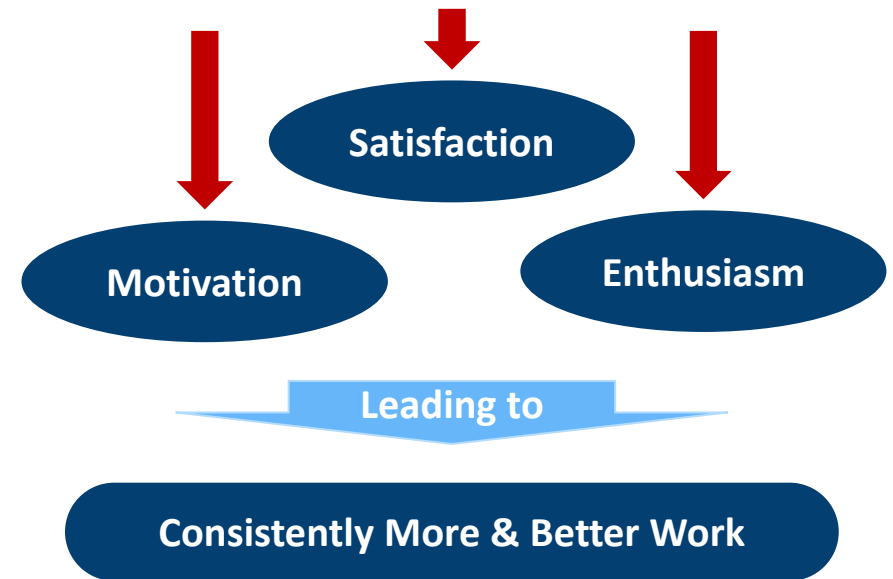 Satisfaction
Motivation
Enthusiasm
Leading to
Consistently More & Better Work